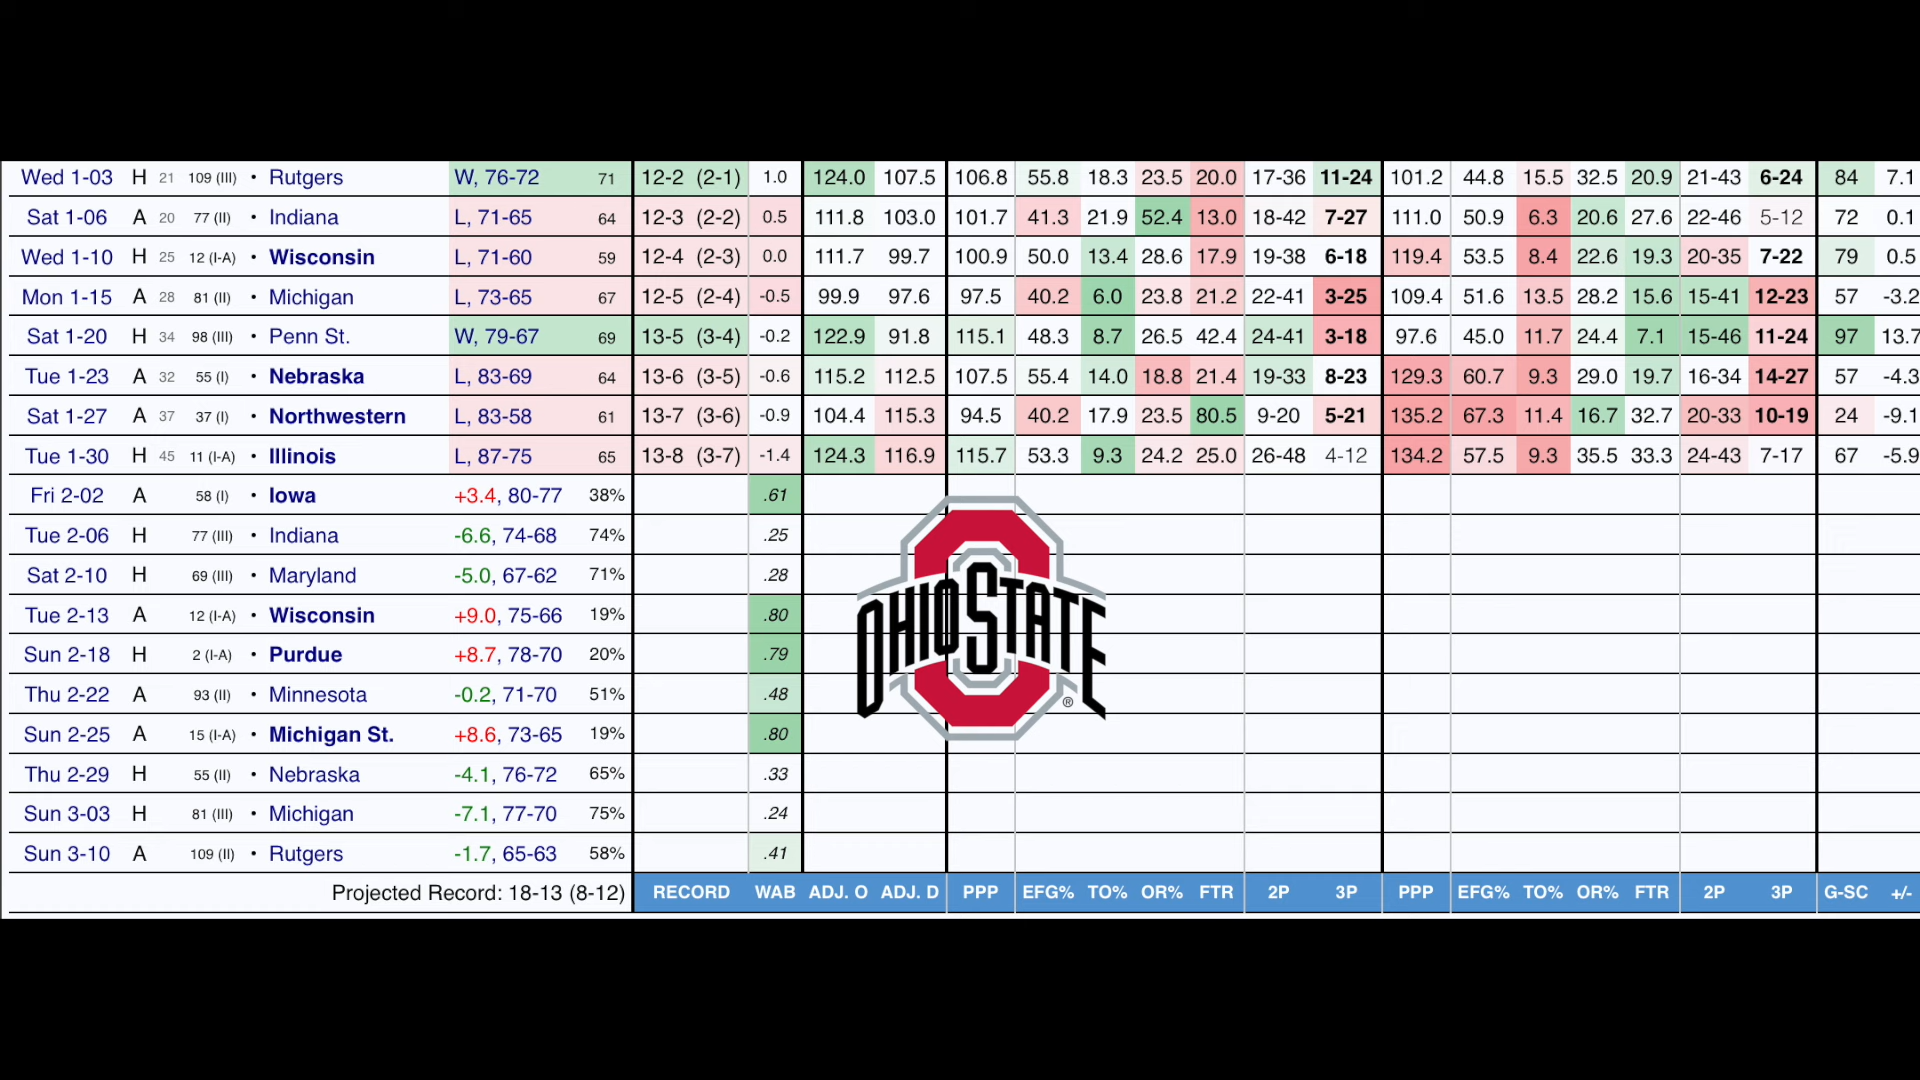 Wed 1-03 H 21 109 (III) • Rutgers W, 76-72 71 12-2 (2-1) 1.0 124.0 107.5 106.8 55.8 18.3 23.5 20.0 17-36 11-24 101.2 44.8 15.5 32.5 20.9 21-43 6-24 84 7.1
Sat 1-06 A 20 77 (II) • Indiana L, 71-65 64 12-3 (2-2) 0.5 111.8 103.0 101.7 41.3 21.9 52.4 13.0 18-42 7-27 111.0 50.9 6.3 20.6 27.6 22-46 5-12 72 0.1
Wed 1-10 H 25 12 (I-A) • Wisconsin L, 71-60 59 12-4 (2-3) 0.0 111.7 99.7 100.9 50.0 13.4 28.6 17.9 19-38 6-18 119.4 53.5 8.4 22.6 19.3 20-35 7-22 79 0.5
Mon 1-15 A 28 81 (II) • Michigan L, 73-65 67 12-5 (2-4) -0.5 99.9 97.6 97.5 40.2 6.0 23.8 21.2 22-41 3-25 109.4 51.6 13.5 28.2 15.6 15-41 12-23 57 -3.2
Sat 1-20 H 34 98 (III) • Penn St. W, 79-67 69 13-5 (3-4) -0.2 122.9 91.8 115.1 48.3 8.7 26.5 42.4 24-41 3-18 97.6 45.0 11.7 24.4 7.1 15-46 11-24 97 13.7
Tue 1-23 A 32 55 (I) • Nebraska L, 83-69 64 13-6 (3-5) -0.6 115.2 112.5 107.5 55.4 14.0 18.8 21.4 19-33 8-23 129.3 60.7 9.3 29.0 19.7 16-34 14-27 57 -4.3
Sat 1-27 A 37 37 (I) • Northwestern L, 83-58 61 13-7 (3-6) -0.9 104.4 115.3 94.5 40.2 17.9 23.5 80.5 9-20 5-21 135.2 67.3 11.4 16.7 32.7 20-33 10-19 24 -9.1
Tue 1-30 H 45 11 (I-A) • Illinois L, 87-75 65 13-8 (3-7) -1.4 124.3 116.9 115.7 53.3 9.3 24.2 25.0 26-48 4-12 134.2 57.5 9.3 35.5 33.3 24-43 7-17 67 -5.9
Fri 2-02 A 58 (I) • Iowa +3.4, 80-77 38% .61
Tue 2-06 H 77 (III) • Indiana -6.6, 74-68 74% .25
Sat 2-10 H 69 (III) • Maryland -5.0, 67-62 71% .28
Tue 2-13 A 12 (I-A) • Wisconsin +9.0, 75-66 19% .80
Sun 2-18 H 2 (I-A) • Purdue +8.7, 78-70 20% .79
Thu 2-22 A 93 (II) • Minnesota -0.2, 71-70 51% .48
Sun 2-25 A 15 (I-A) • Michigan St. +8.6, 73-65 19% .80
Thu 2-29 H 55 (II) • Nebraska -4.1, 76-72 65% .33
Sun 3-03 H 81 (III) • Michigan -7.1, 77-70 75% .24
Sun 3-10 A 109 (II) • Rutgers -1.7, 65-63 58% .41
OHIO STATE ®
Projected Record: 18-13 (8-12) RECORD WAB ADJ. O ADJ. D PPP EFG% TO% OR% FTR 2P 3P PPP EFG% TO% OR% FTR 2P 3P G-SC +/-